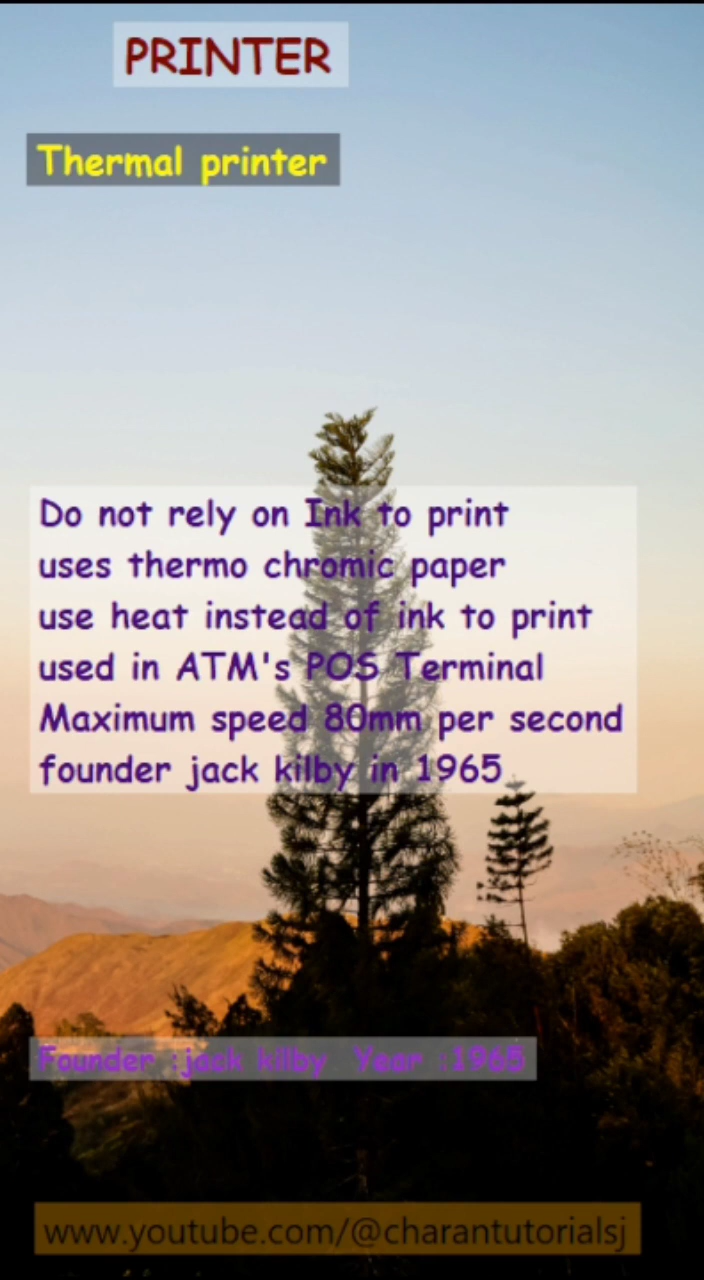 PRINTER
Thermal printer
Do not rely on Ink to print
uses thermo chromic paper
use heat instead of ink to print
used in ATM's POS Terminal
Maximum speed 80mm per second
founder jack kilby in 1965
Founder :jack kilby Year :1965
www.youtube.com/@charantutorialsj